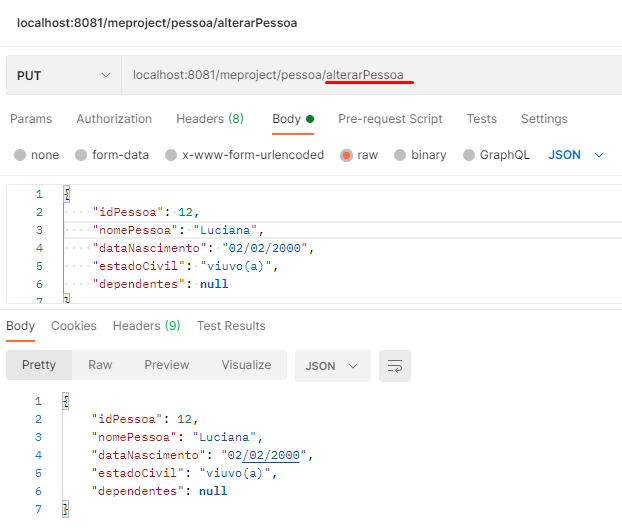 localhost:8081/meproject/pessoa/alterarPessoa
PUT localhost:8081/meproject/pessoa/alterarPessoa
Params Authorization Headers (8) Body Pre-request Script Tests Settings
none form-data x-www-form-urlencoded raw binary GraphQL JSON
1 {
2 "idPessoa": 12,
3 "nomePessoa": "Luciana",
4 "dataNascimento": "02/02/2000",
5 "estadoCivil": "viuvo(a)",
6 "dependentes": null
7 }
Body Cookies Headers (9) Test Results
Pretty Raw Preview Visualize JSON
1 {
2 "idPessoa": 12,
3 "nomePessoa": "Luciana",
4 "dataNascimento": "02/02/2000",
5 "estadoCivil": "viuvo(a)",
6 "dependentes": null
7 }